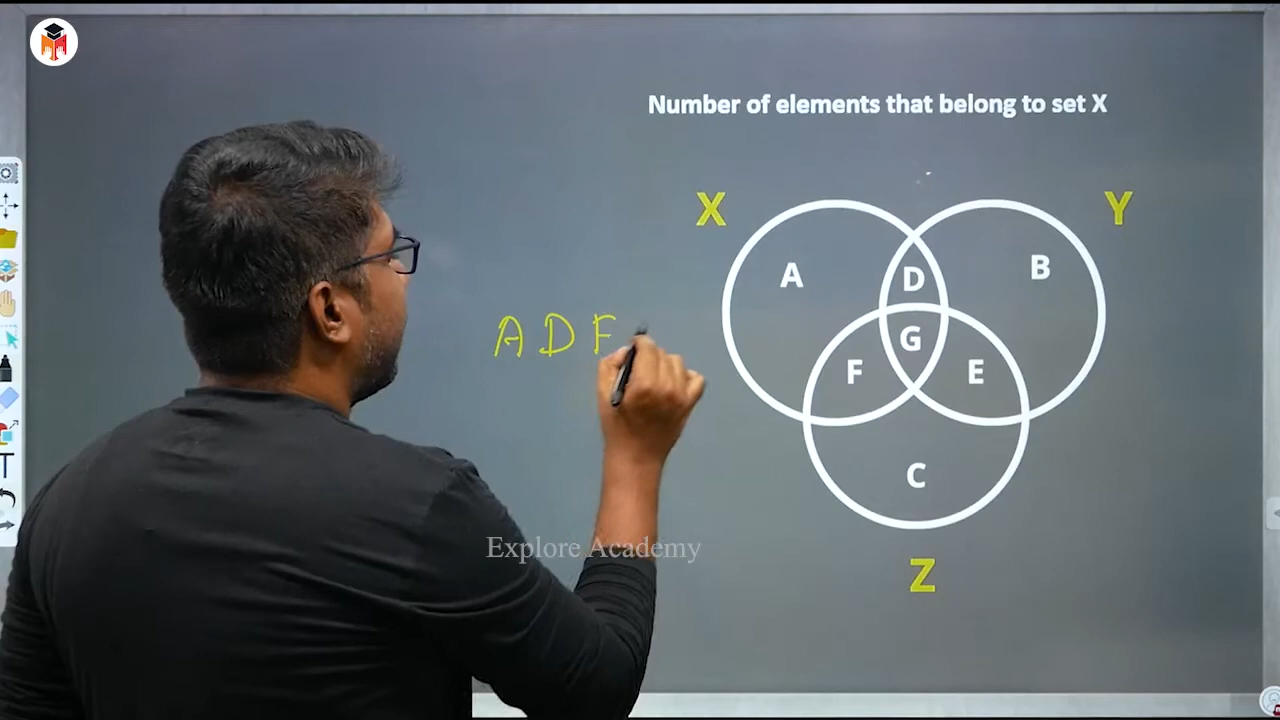 Number of elements that belong to set X
X
Y
A
D
B
A D F
G
F
E
C
Explore Academy
Z
T